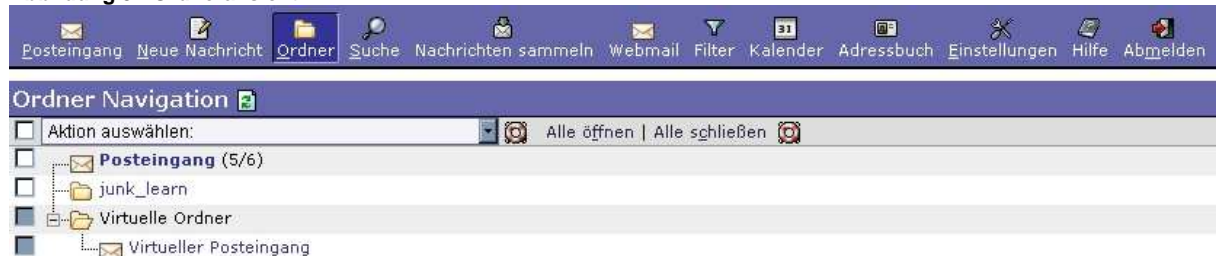 Posteingang Neue Nachricht Ordner Suche Nachrichten sammeln Webmail Filter 31 Kalender Adressbuch Einstellungen Hilfe Abmelden
Ordner Navigation
Aktion auswählen: Alle öffnen | Alle schließen
Posteingang (5/6)
junk_learn
Virtuelle Ordner
Virtueller Posteingang